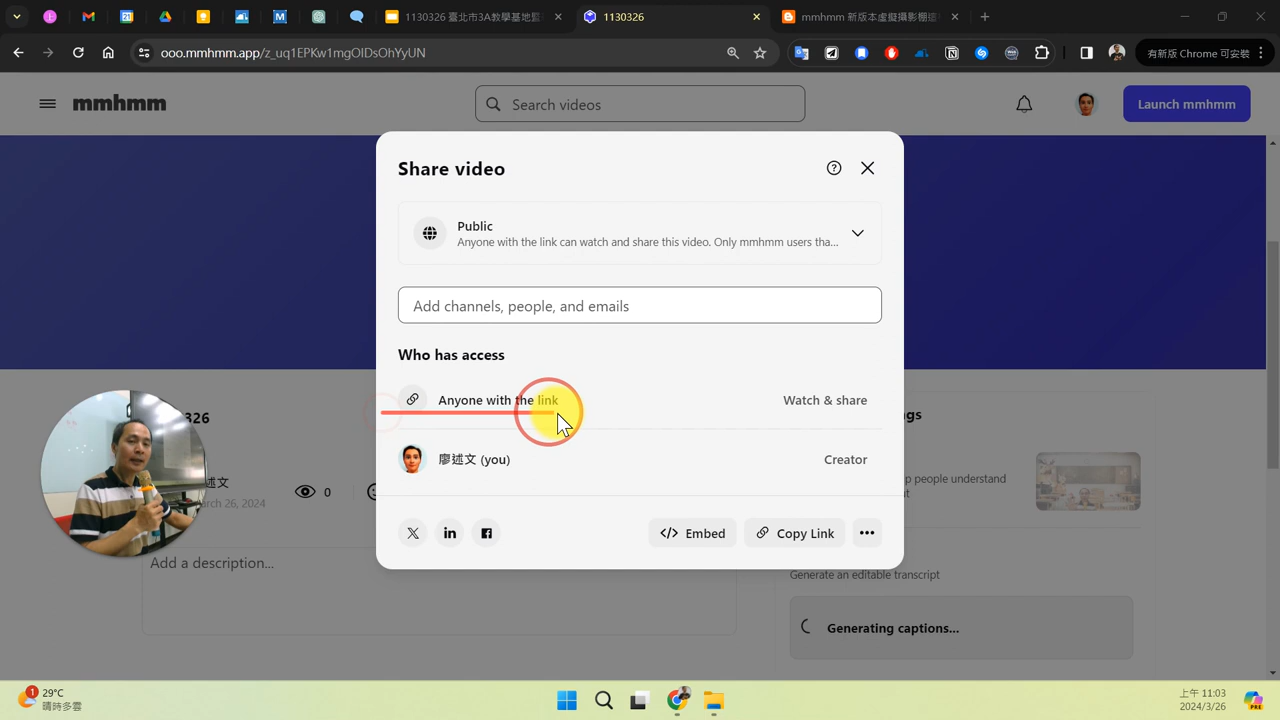 1130326 臺北市3A教學基地
1130326
mmhmm 新版本虛擬攝影棚
ooo.mmhmm.app/z_uq1EPKw1mgOIDsOhYyUN
有新版 Chrome 可安裝
mmhmm
Search videos
Launch mmhmm
Share video
Public
Anyone with the link can watch and share this video. Only mmhmm users tha...
Add channels, people, and emails
Who has access
Anyone with the link
Watch & share
廖述文 (you)
Creator
Embed
Copy Link
326
述文
March 26, 2024
0
Add a description...
gs
p people understand
Generate an editable transcript
Generating captions...
1
29°C
晴時多雲
上午 11:03
2024/3/26
PRE